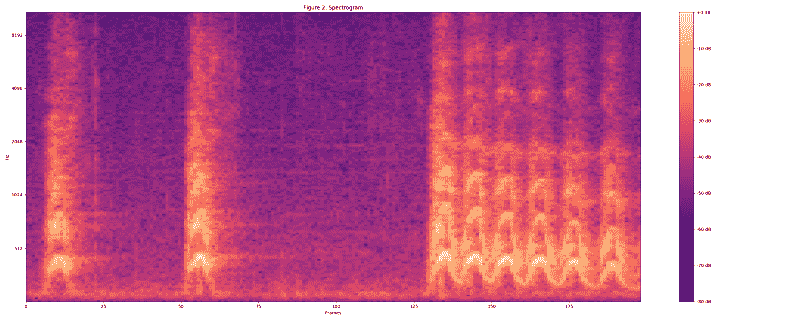 Figure 2. Spectrogram
8192
4096
2048
1024
512
Hz
0 25 50 75 100 125 150 175
Frames
+0 dB
-10 dB
-20 dB
-30 dB
-40 dB
-50 dB
-60 dB
-70 dB
-80 dB